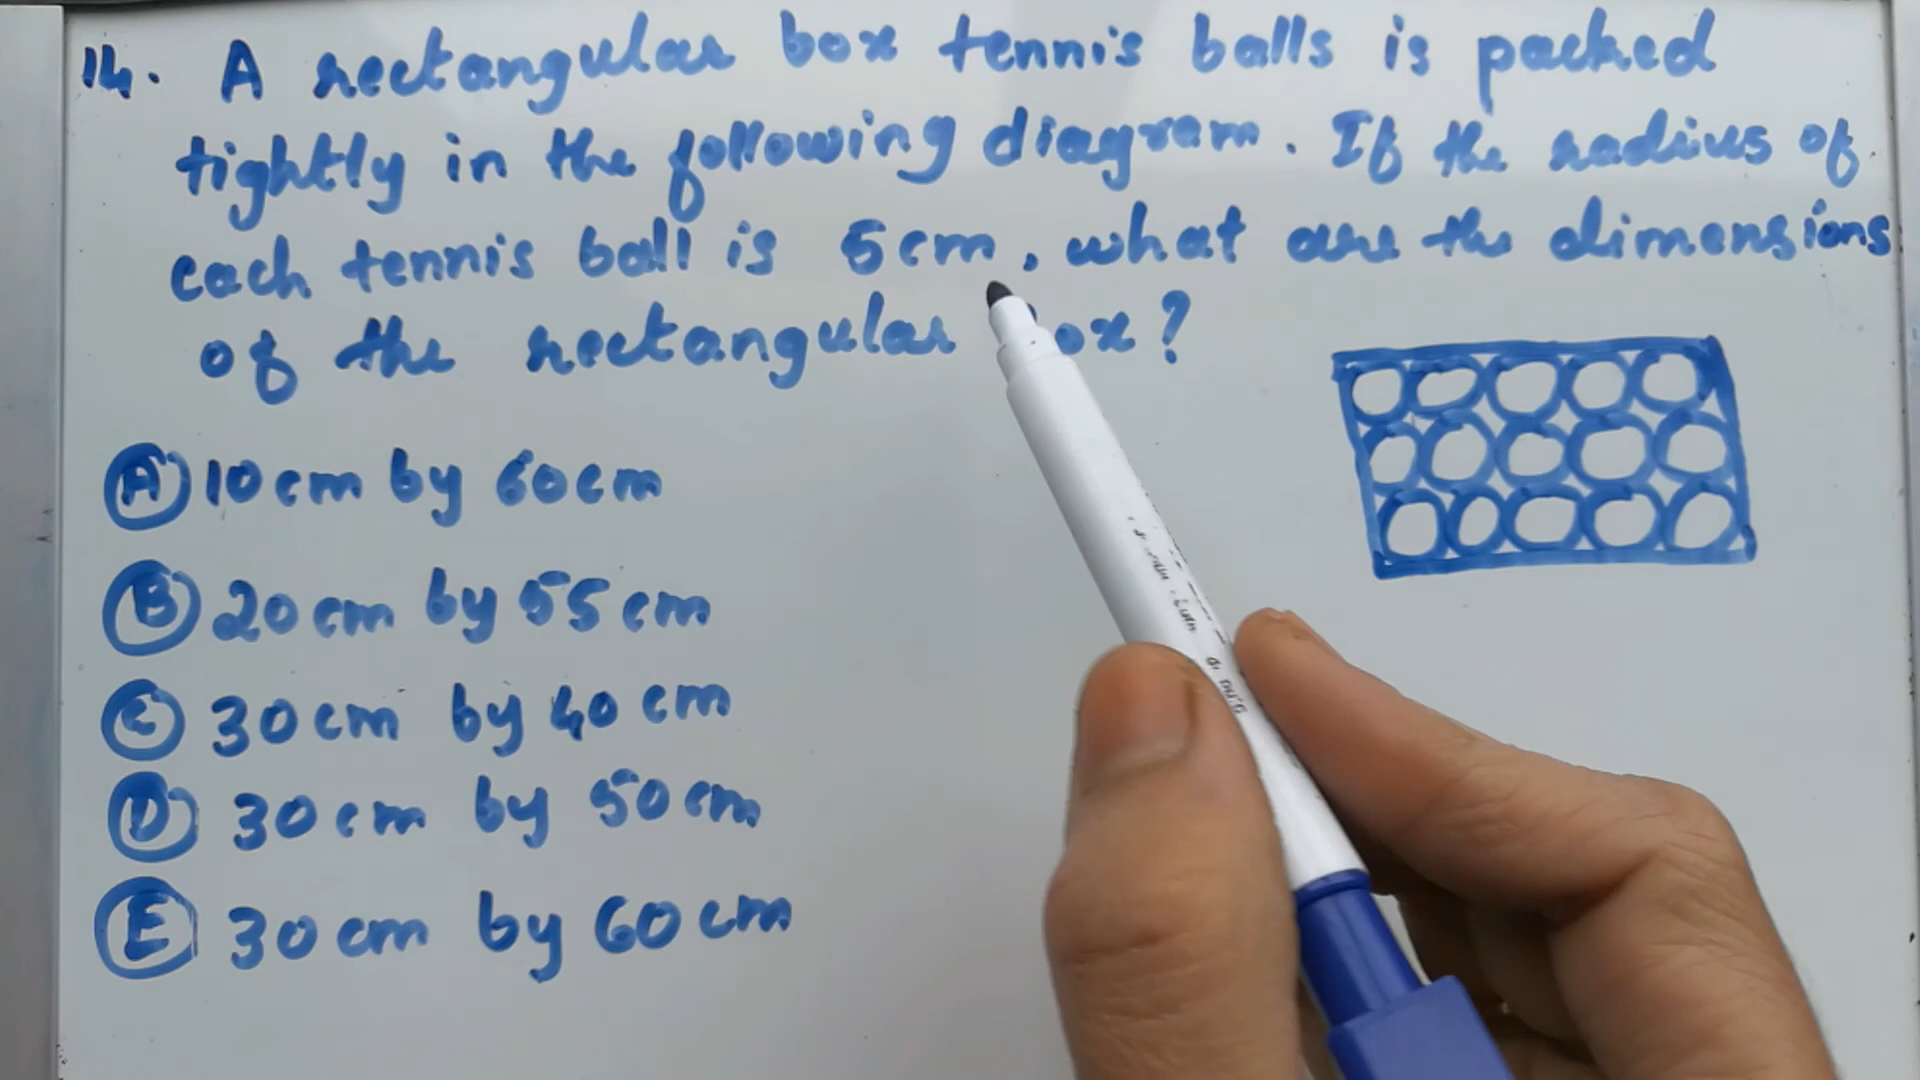 14. A rectangular box tennis balls is packed
tightly in the following diagram. If the radius of
each tennis ball is 5cm, what are the dimensions
of the rectangular ox?
A 10cm by 60cm
B 20cm by 55cm
C 30cm by 40cm
D 30cm by 50cm
E 30cm by 60cm